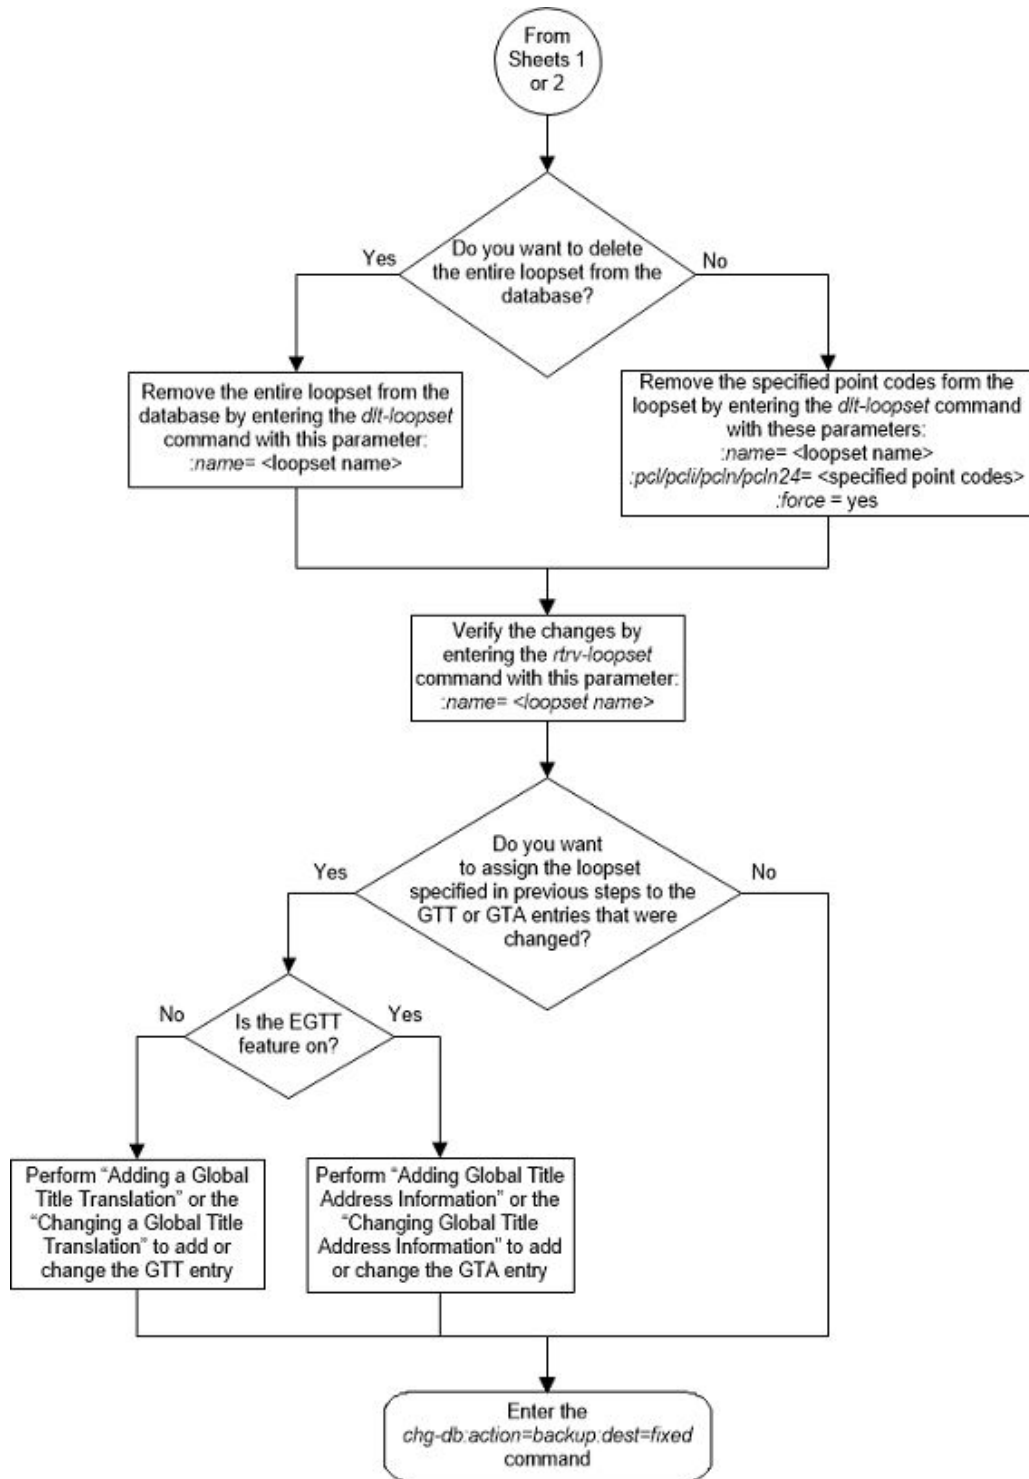 From
Sheets 1
or 2
Do you want to delete
the entire loopset from the
database?
Yes
No
Remove the entire loopset from the
database by entering the dlt-loopset
command with this parameter:
:name= <loopset name>
Remove the specified point codes form the
loopset by entering the dlt-loopset command
with these parameters:
:name= <loopset name>
:pcl/pcli/pcln/pcln24= <specified point codes>
:force = yes
Verify the changes by
entering the rtrv-loopset
command with this parameter:
:name= <loopset name>
Do you want
to assign the loopset
specified in previous steps to the
GTT or GTA entries that were
changed?
Yes
No
Is the EGTT
feature on?
No
Yes
Perform “Adding a Global
Title Translation” or the
“Changing a Global Title
Translation” to add or
change the GTT entry
Perform “Adding Global Title
Address Information” or the
“Changing Global Title
Address Information” to add
or change the GTA entry
Enter the
chg-db:action=backup:dest=fixed
command